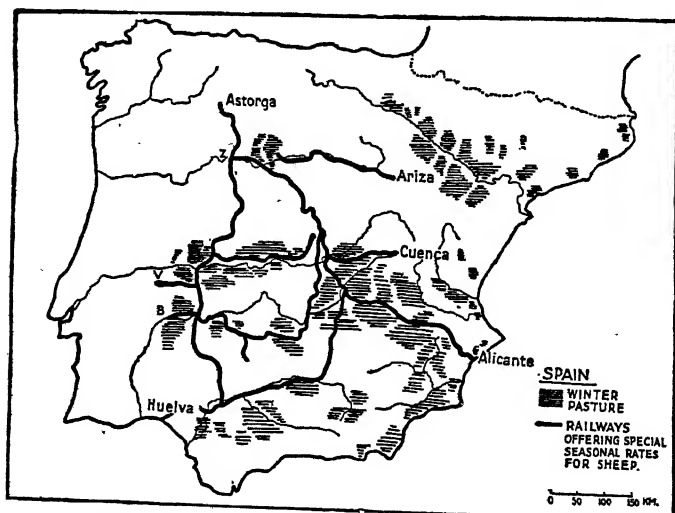 Astorga
Z
Ariza
Cuenca
V
B
Alicante
Huelva
SPAIN
WINTER
PASTURE
RAILWAYS
OFFERING SPECIAL
SEASONAL RATES
FOR SHEEP.
0 50 100 150 KM.